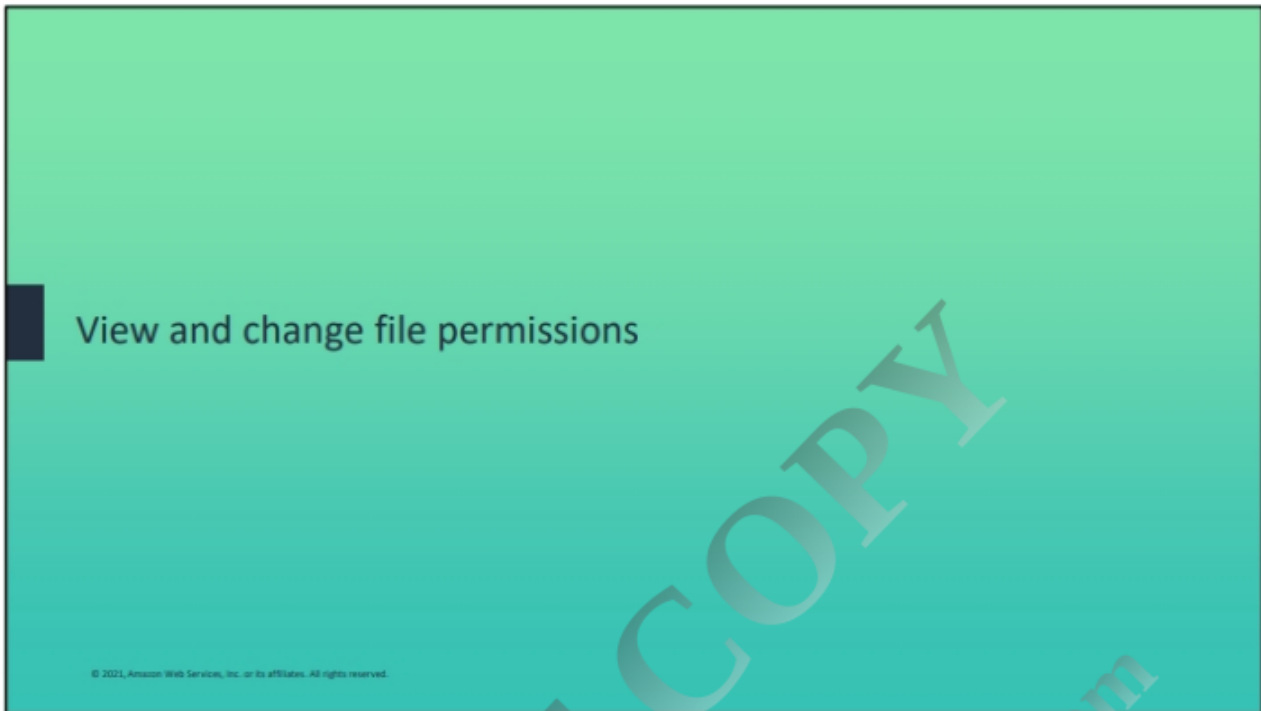 View and change file permissions
COPY
© 2021, Amazon Web Services, Inc. or its affiliates. All rights reserved.